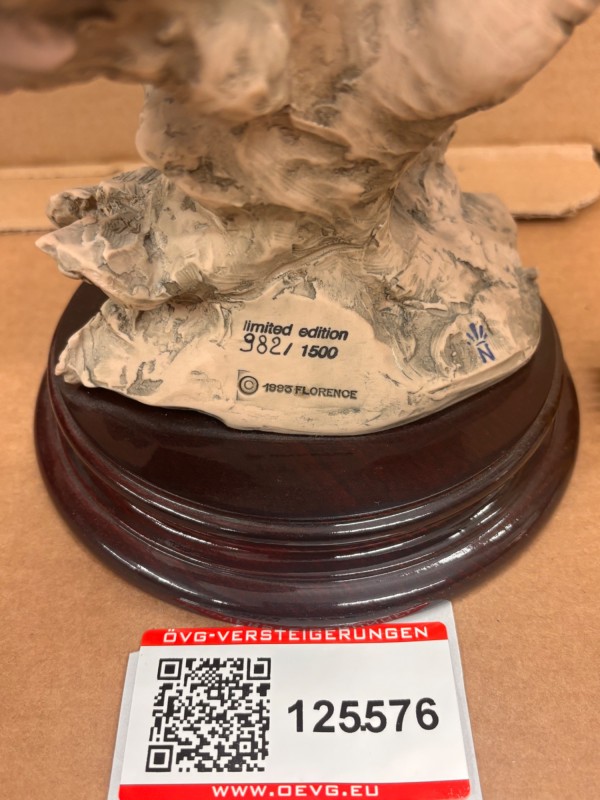 limited edition
982/ 1500
© 1993 FLORENCE
N
ÖVG-VERSTEIGERUNGEN
125.576
WWW.OEVG.EU